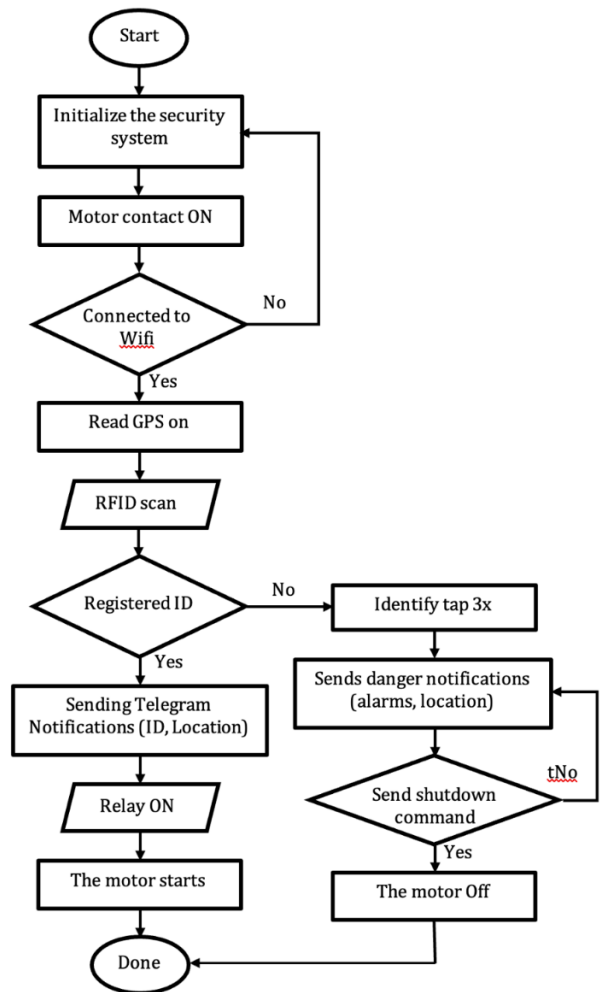 Start
Initialize the security
system
Motor contact ON
Connected to
Wifi
No
Yes
Read GPS on
RFID scan
Registered ID
No
Identify tap 3x
Yes
Sending Telegram
Notifications (ID, Location)
Sends danger notifications
(alarms, location)
tNo
Relay ON
Send shutdown
command
Yes
The motor starts
The motor Off
Done